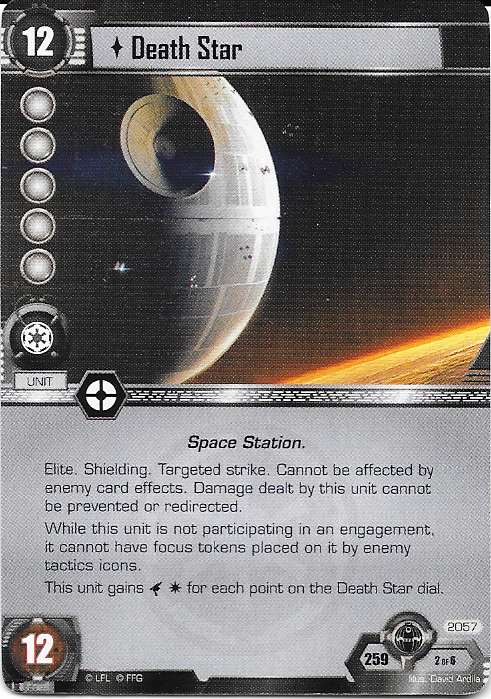 12
Death Star
UNIT
Space Station.
Elite. Shielding. Targeted strike. Cannot be affected by
enemy card effects. Damage dealt by this unit cannot
be prevented or redirected.
While this unit is not participating in an engagement,
it cannot have focus tokens placed on it by enemy
tactics icons.
This unit gains for each point on the Death Star dial.
2057
12
259
2 OF 6
© LFL © FFG
Illus. David Ardila